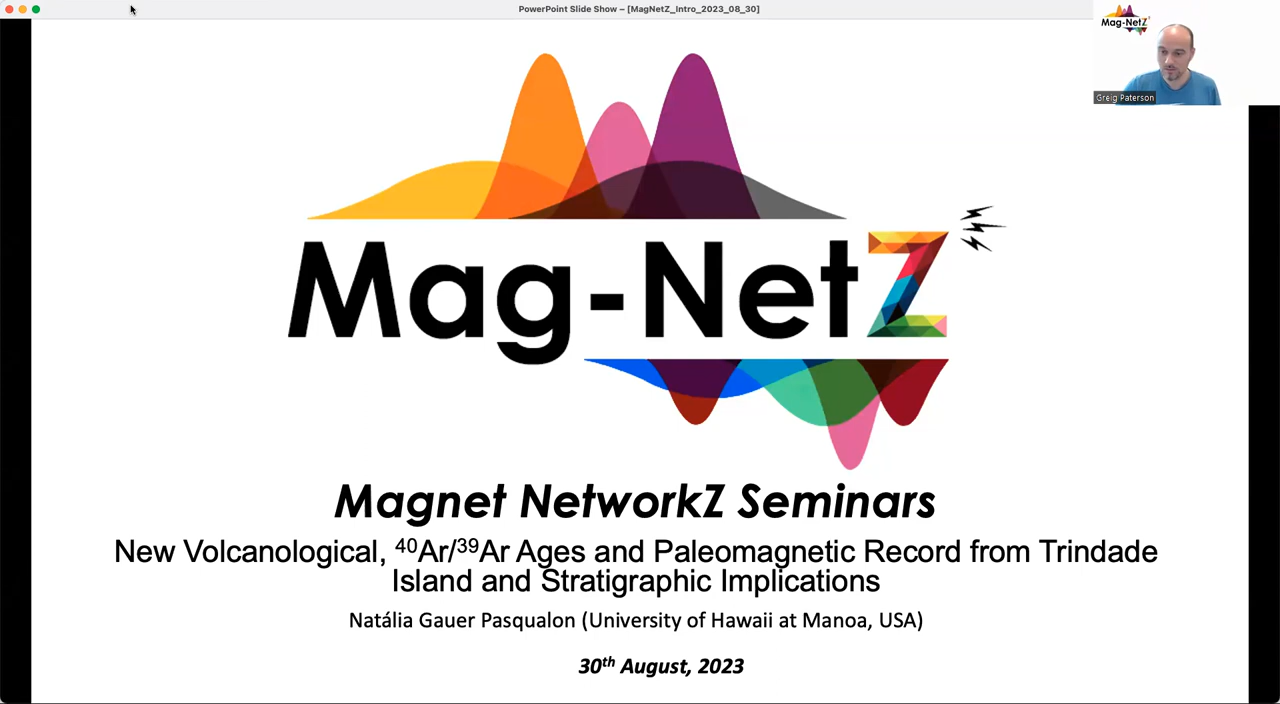 PowerPoint Slide Show – [MagNetZ_Intro_2023_08_30]
Mag-NetZ
Greig Paterson
Mag-NetZ
Magnet NetworkZ Seminars
New Volcanological, ⁴⁰Ar/³⁹Ar Ages and Paleomagnetic Record from Trindade
Island and Stratigraphic Implications
Natália Gauer Pasqualon (University of Hawaii at Manoa, USA)
30th August, 2023